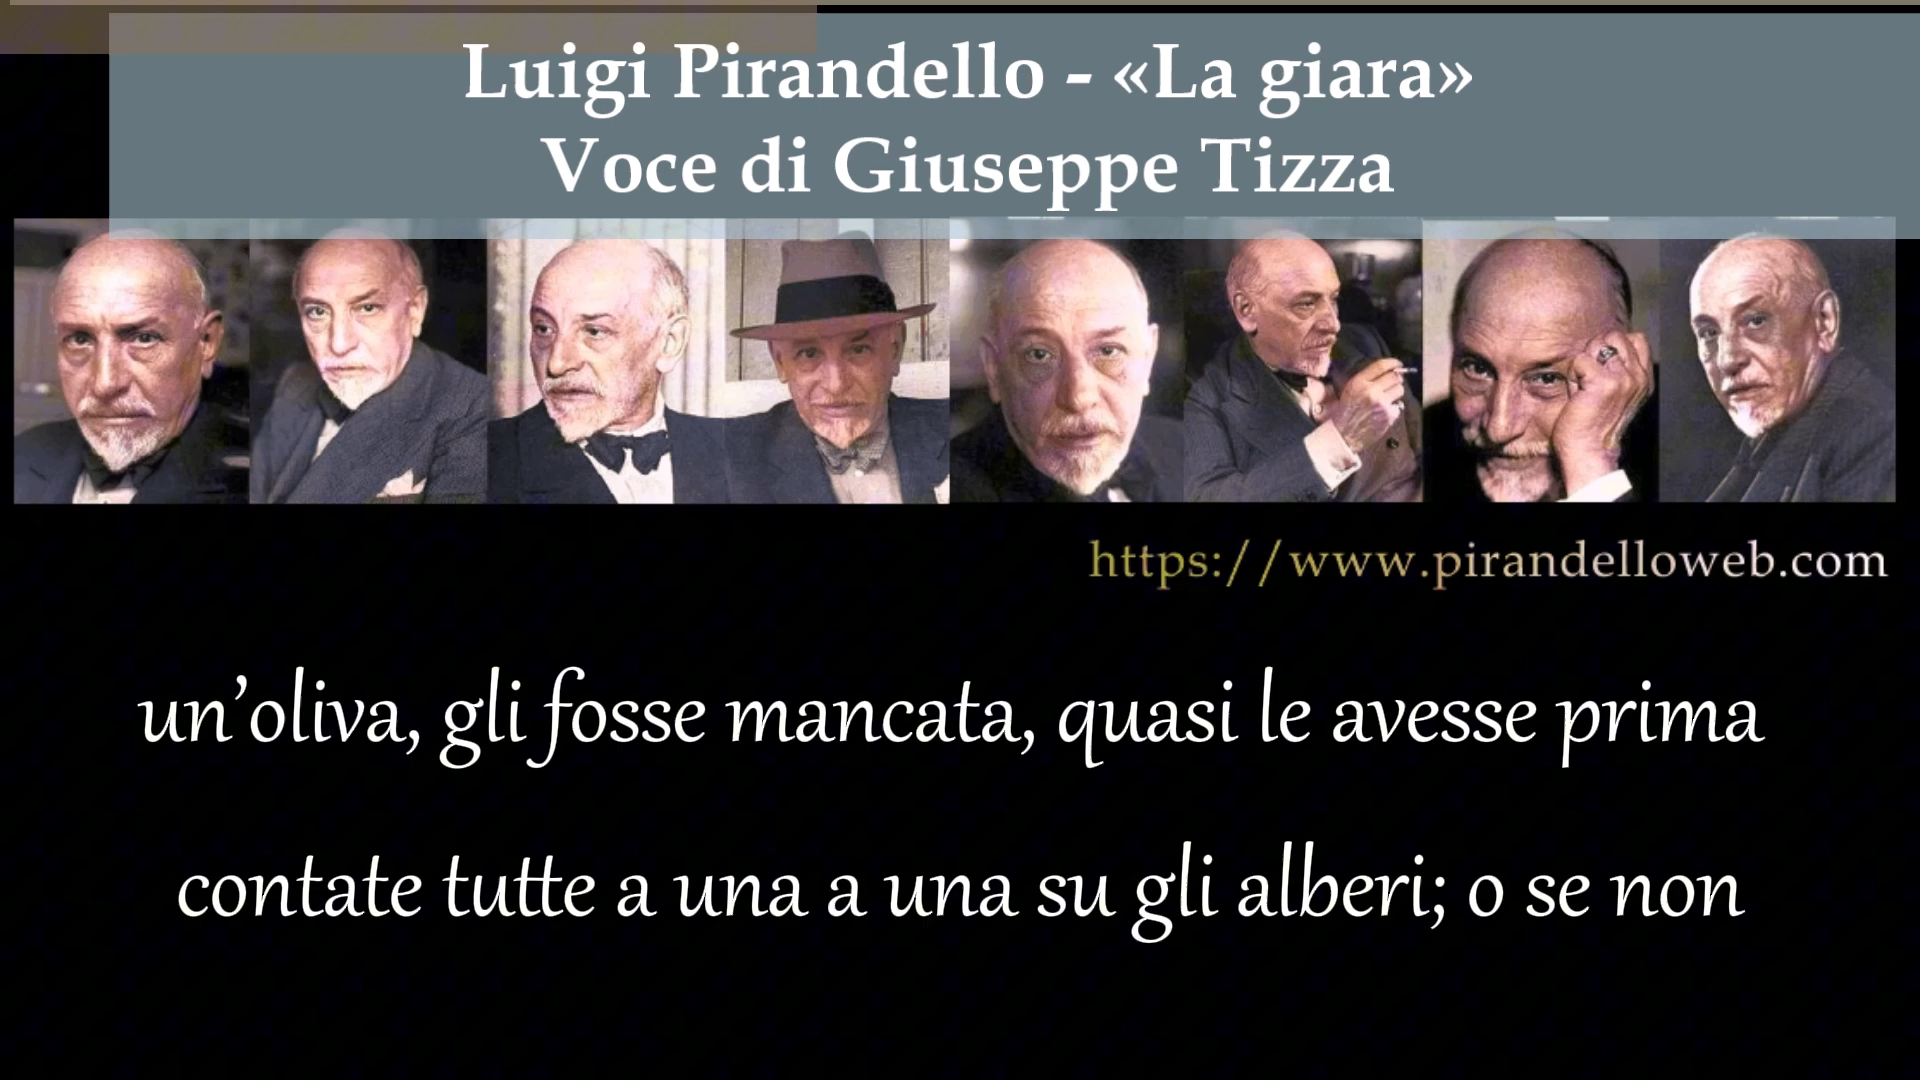 Luigi Pirandello - «La giara»
Voce di Giuseppe Tizza
https://www.pirandelloweb.com
un’oliva, gli fosse mancata, quasi le avesse prima
contate tutte a una a una su gli alberi; o se non